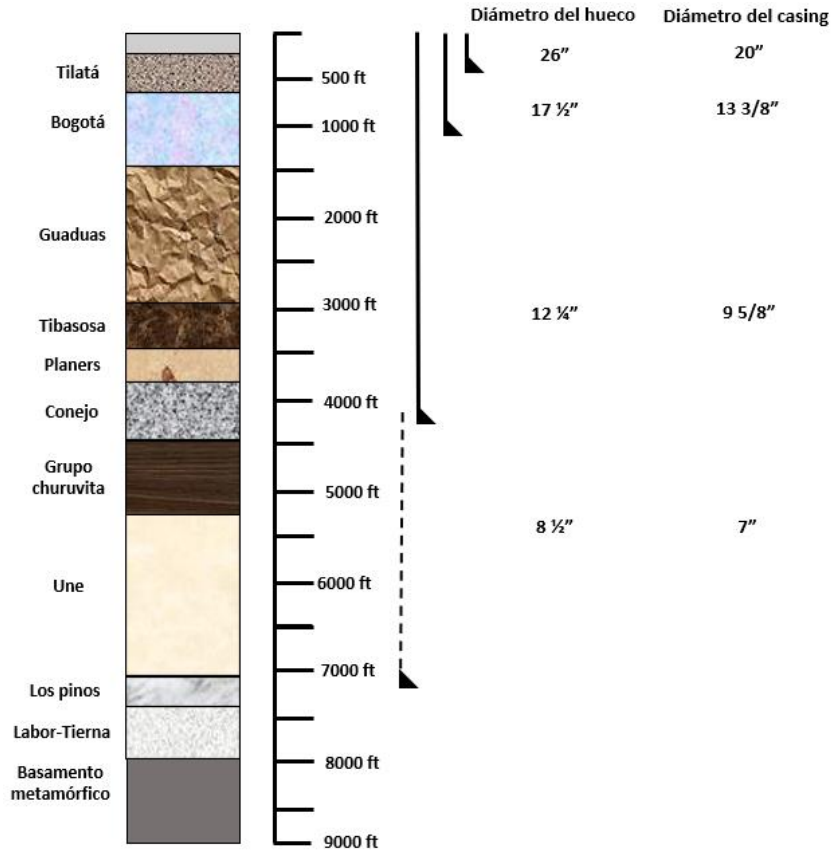 Diámetro del hueco
Diámetro del casing
26”
20”
Tilatá
500 ft
17 ½”
13 3/8”
Bogotá
1000 ft
2000 ft
Guaduas
3000 ft
12 ¼”
9 5/8”
Tibasosa
Planers
4000 ft
Conejo
Grupo
churuvita
5000 ft
8 ½”
7”
Une
6000 ft
7000 ft
Los pinos
Labor-Tierna
8000 ft
Basamento
metamórfico
9000 ft